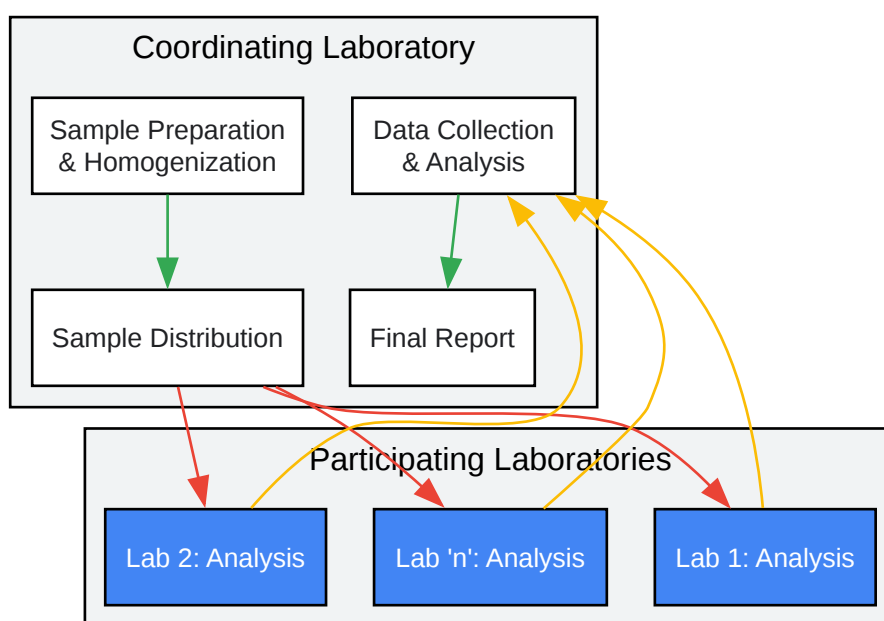 Coordinating Laboratory
Sample Preparation
& Homogenization
Data Collection
& Analysis
Sample Distribution
Final Report
Participating Laboratories
Lab 2: Analysis
Lab 'n': Analysis
Lab 1: Analysis